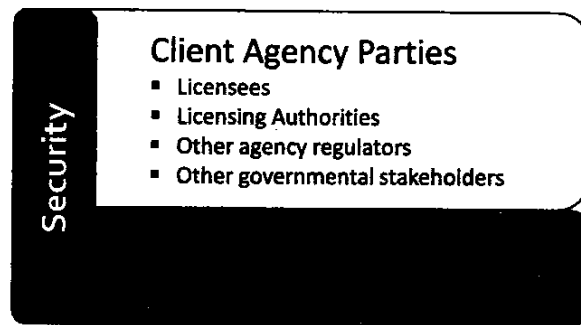 Security
Client Agency Parties
▪ Licensees
▪ Licensing Authorities
▪ Other agency regulators
▪ Other governmental stakeholders